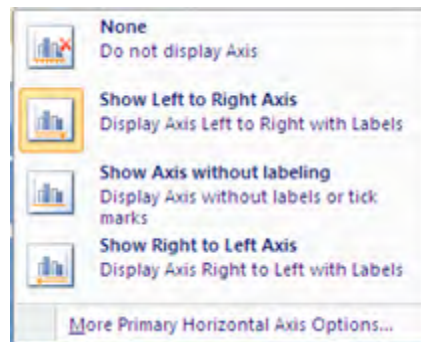 None
Do not display Axis
Show Left to Right Axis
Display Axis Left to Right with Labels
Show Axis without labeling
Display Axis without labels or tick
marks
Show Right to Left Axis
Display Axis Right to Left with Labels
More Primary Horizontal Axis Options...